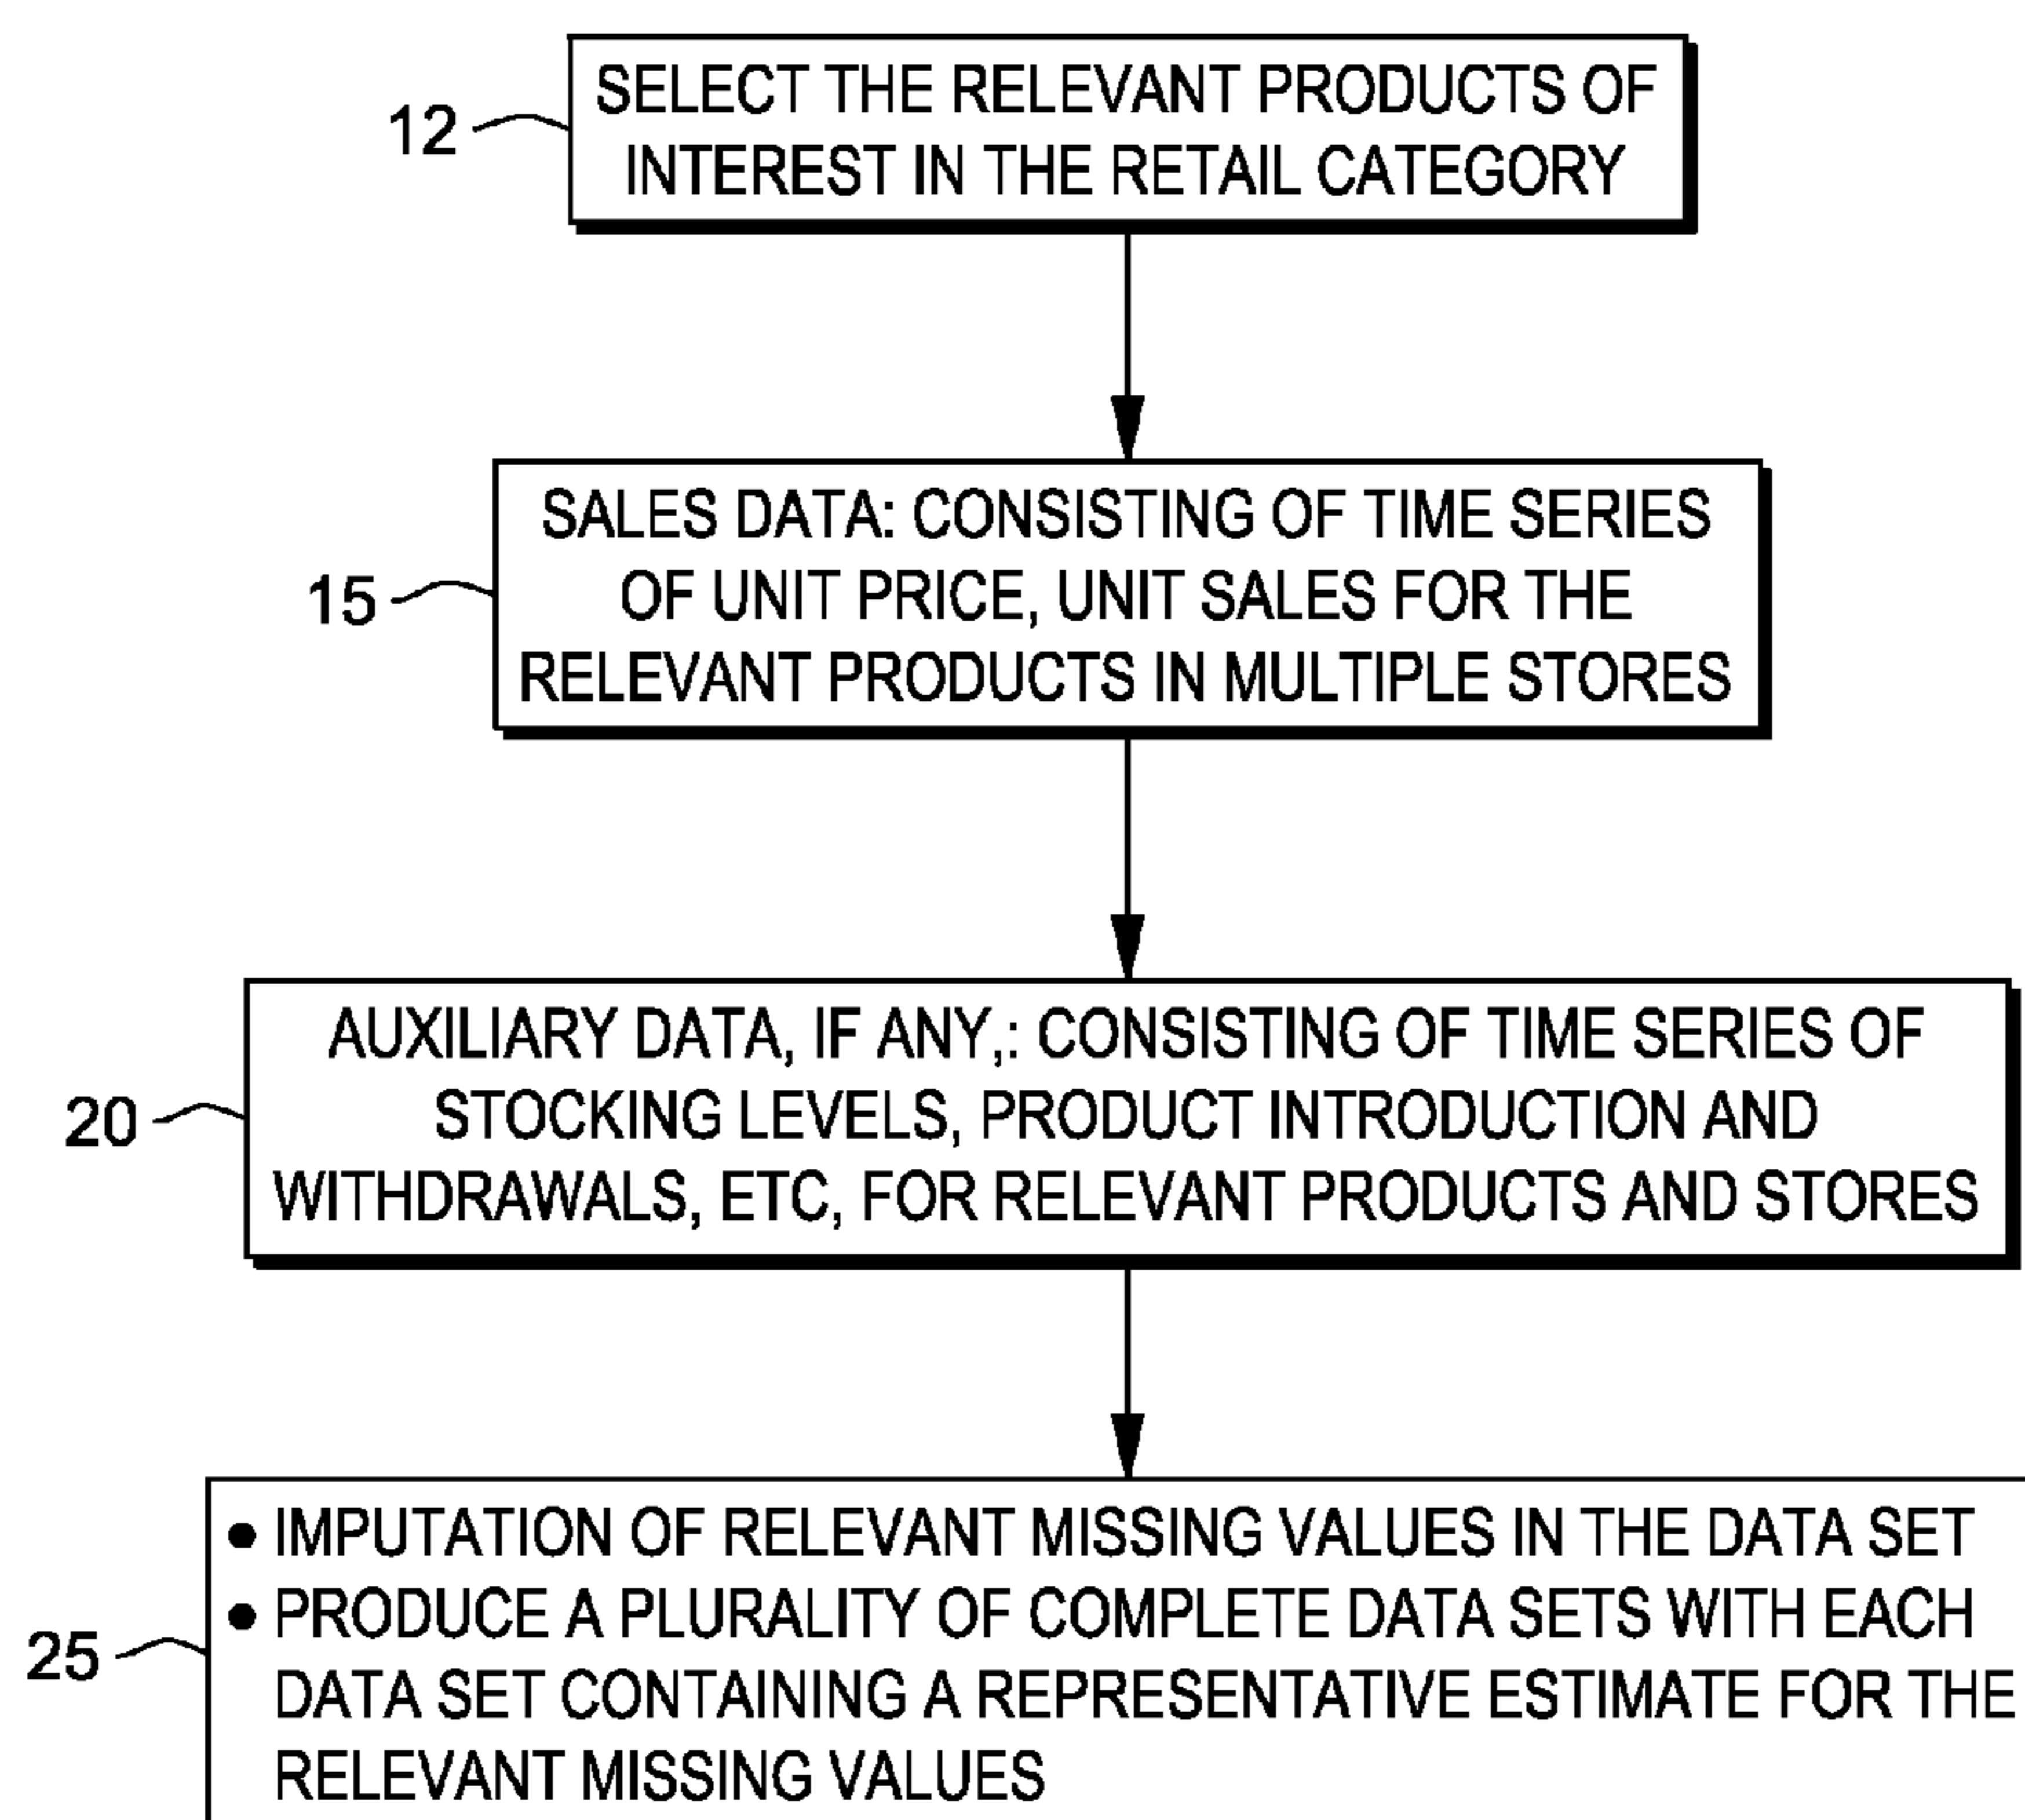 SELECT THE RELEVANT PRODUCTS OF
INTEREST IN THE RETAIL CATEGORY
12
SALES DATA: CONSISTING OF TIME SERIES
OF UNIT PRICE, UNIT SALES FOR THE
RELEVANT PRODUCTS IN MULTIPLE STORES
15
AUXILIARY DATA, IF ANY,: CONSISTING OF TIME SERIES OF
STOCKING LEVELS, PRODUCT INTRODUCTION AND
WITHDRAWALS, ETC, FOR RELEVANT PRODUCTS AND STORES
20
• IMPUTATION OF RELEVANT MISSING VALUES IN THE DATA SET
• PRODUCE A PLURALITY OF COMPLETE DATA SETS WITH EACH
DATA SET CONTAINING A REPRESENTATIVE ESTIMATE FOR THE
RELEVANT MISSING VALUES
25